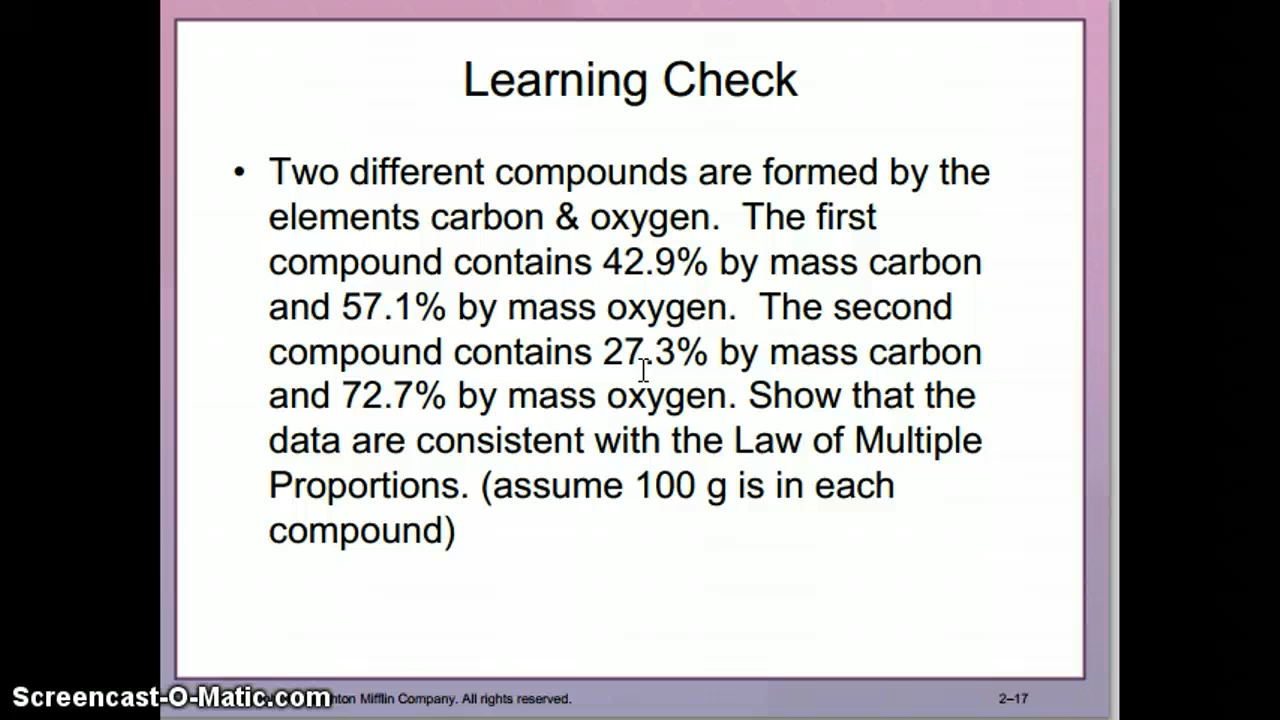 Learning Check
• Two different compounds are formed by the
elements carbon & oxygen. The first
compound contains 42.9% by mass carbon
and 57.1% by mass oxygen. The second
compound contains 27.3% by mass carbon
and 72.7% by mass oxygen. Show that the
data are consistent with the Law of Multiple
Proportions. (assume 100 g is in each
compound)
Screencast-O-Matic.com Mifflin Company. All rights reserved. 2–17